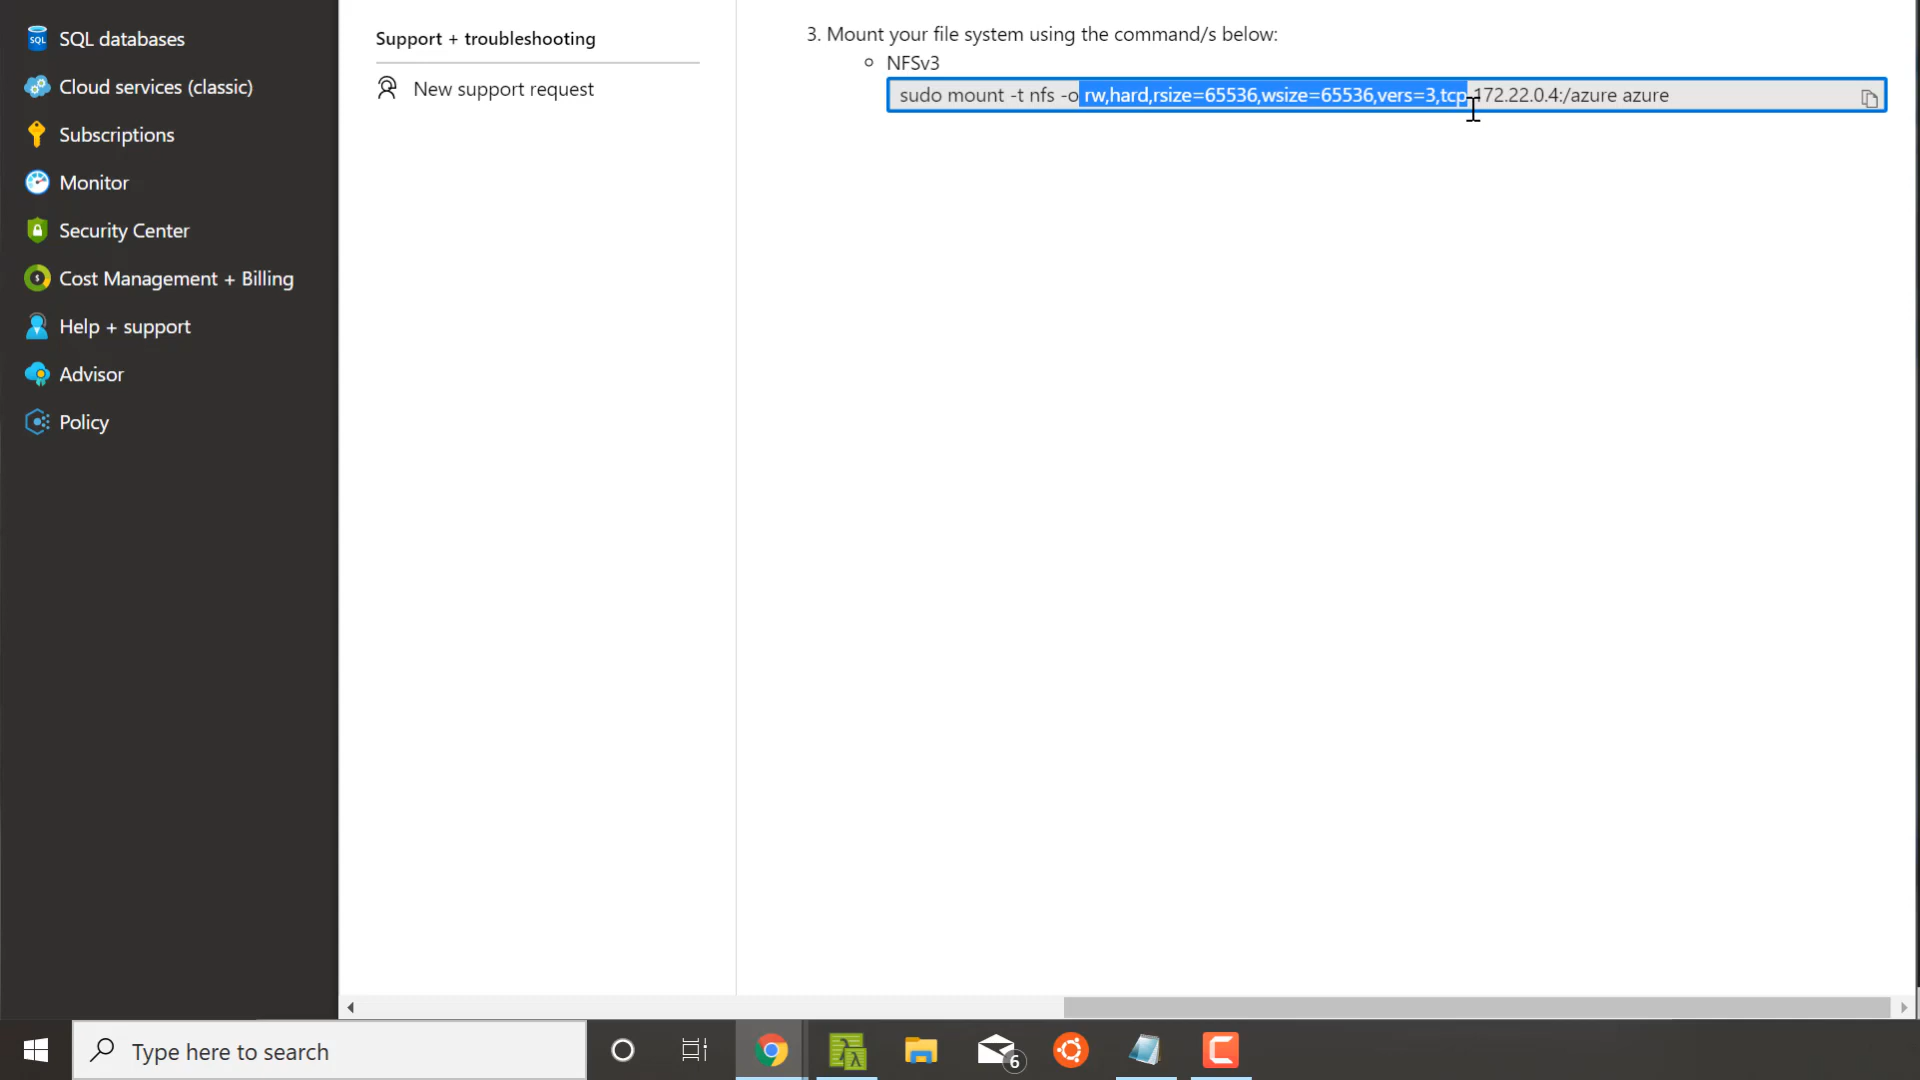 SQL databases
Cloud services (classic)
Subscriptions
Monitor
Security Center
Cost Management + Billing
Help + support
Advisor
Policy
Support + troubleshooting
New support request
3. Mount your file system using the command/s below:
NFSv3
sudo mount -t nfs -o rw,hard,rsize=65536,wsize=65536,vers=3,tcp 172.22.0.4:/azure azure
Type here to search
6